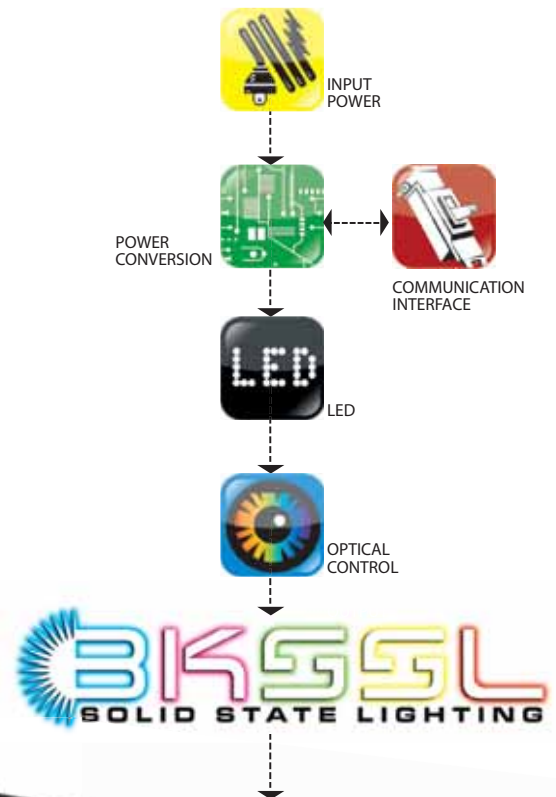 INPUT
POWER
POWER
CONVERSION
COMMUNICATION
INTERFACE
LED
LED
OPTICAL
CONTROL
BKSSL
SOLID STATE LIGHTING